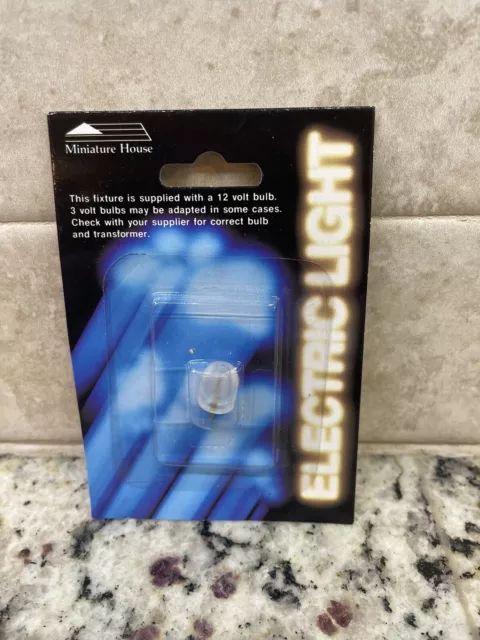 Miniature House
This fixture is supplied with a 12 volt bulb.
3 volt bulbs may be adapted in some cases.
Check with your supplier for correct bulb
and transformer.
ELECTRIC LIGHT